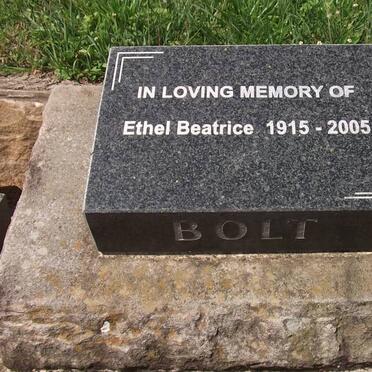 IN LOVING MEMORY OF
Ethel Beatrice 1915 - 2005
BOLT